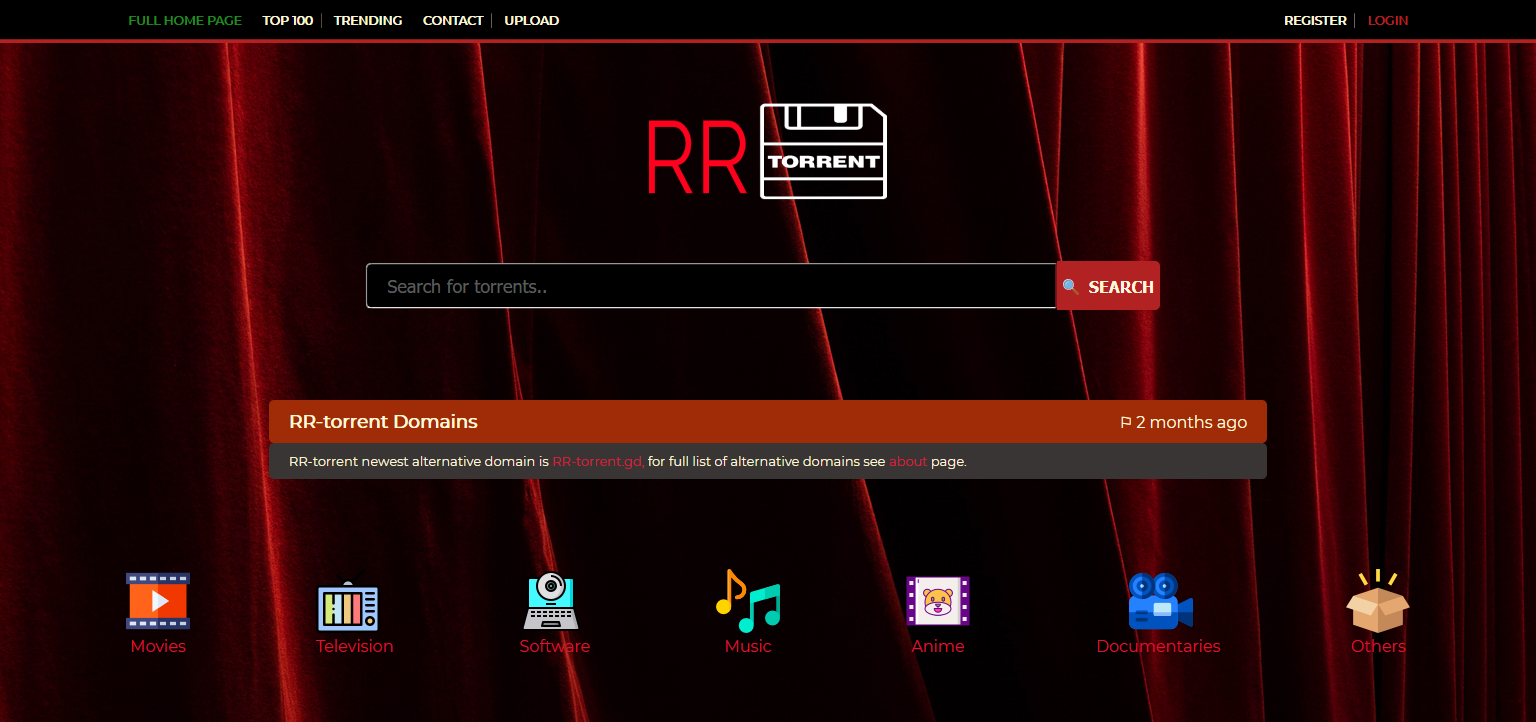 FULL HOME PAGE TOP 100 TRENDING CONTACT UPLOAD REGISTER LOGIN
RR TORRENT
Search for torrents.. SEARCH
RR-torrent Domains 2 months ago
RR-torrent newest alternative domain is RR-torrent.gd, for full list of alternative domains see about page.
Movies Television Software Music Anime Documentaries Others